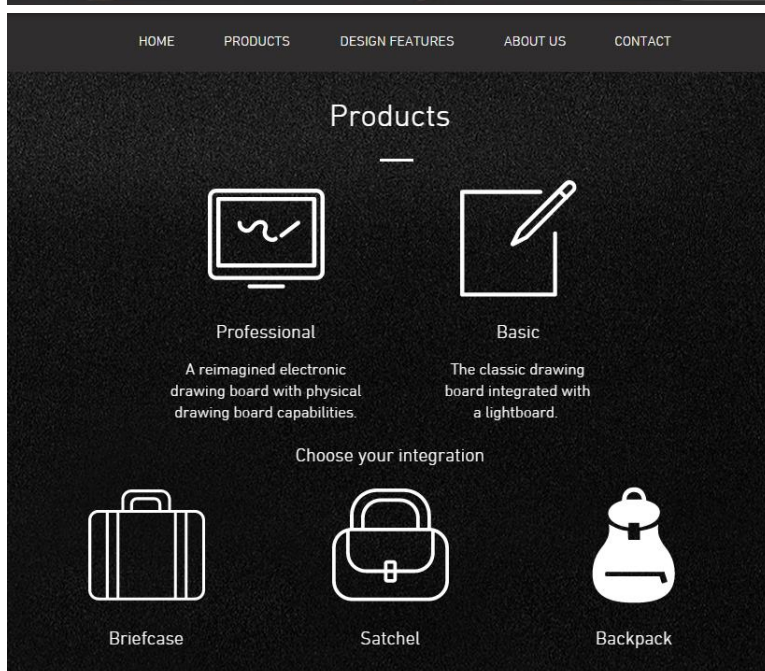 HOME PRODUCTS DESIGN FEATURES ABOUT US CONTACT
Products
Professional
A reimagined electronic
drawing board with physical
drawing board capabilities.
Basic
The classic drawing
board integrated with
a lightboard.
Choose your integration
Briefcase
Satchel
Backpack